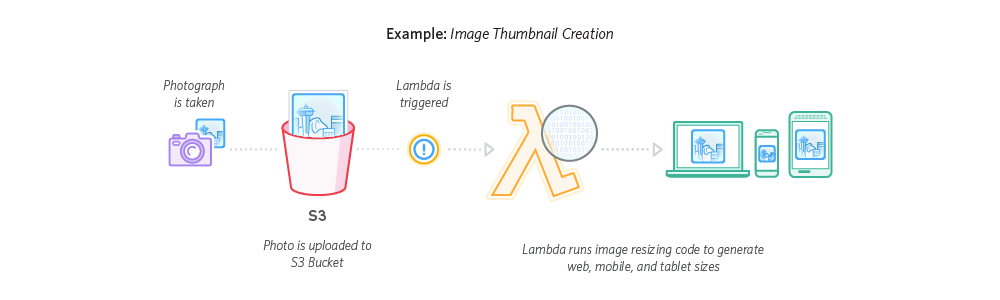 Example: Image Thumbnail Creation
Photograph
is taken
Lambda is
triggered
S3
Photo is uploaded to
S3 Bucket
Lambda runs image resizing code to generate
web, mobile, and tablet sizes